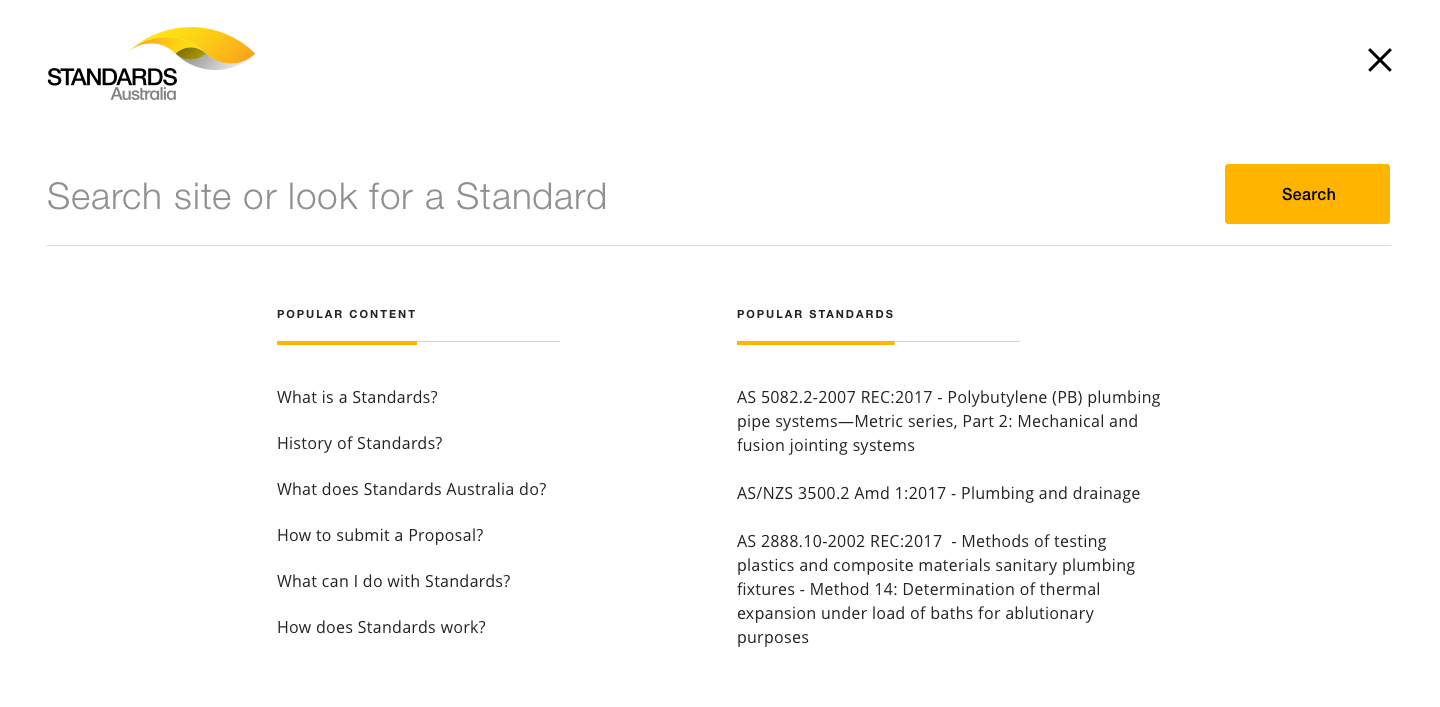 STANDARDS
Australia
Search site or look for a Standard
Search
POPULAR CONTENT
What is a Standards?
History of Standards?
What does Standards Australia do?
How to submit a Proposal?
What can I do with Standards?
How does Standards work?
POPULAR STANDARDS
AS 5082.2-2007 REC:2017 - Polybutylene (PB) plumbing
pipe systems—Metric series, Part 2: Mechanical and
fusion jointing systems
AS/NZS 3500.2 Amd 1:2017 - Plumbing and drainage
AS 2888.10-2002 REC:2017  - Methods of testing
plastics and composite materials sanitary plumbing
fixtures - Method 14: Determination of thermal
expansion under load of baths for ablutionary
purposes